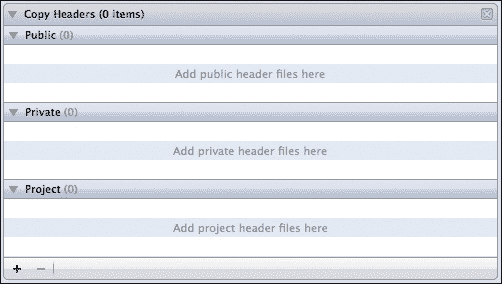 Copy Headers (0 items)
Public (0)
Add public header files here
Private (0)
Add private header files here
Project (0)
Add project header files here